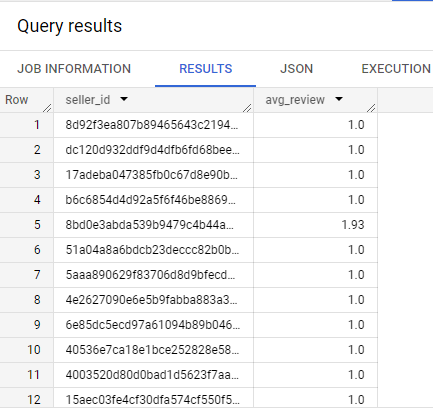 Query results
JOB INFORMATION RESULTS JSON EXECUTION
Row seller_id avg_review
1 8d92f3ea807b89465643c2194... 1.0
2 dc120d932ddf9d4dfb6fd68bee... 1.0
3 17adeba047385fb0c67d8e90b... 1.0
4 b6c6854d4d92a5f6f46be8869... 1.0
5 8bd0e3abda539b9479c4b44a... 1.93
6 51a04a8a6bdcb23deccc82b0b... 1.0
7 5aaa890629f83706d8d9bfecd... 1.0
8 4e2627090e6e5b9fabba883a3... 1.0
9 6e85dc5ecd97a61094b89b046... 1.0
10 40536e7ca18e1bce252828e58... 1.0
11 4003520d80d0bad1d5623f7aa... 1.0
12 15aec03fe4cf30dfa574cf550f5... 1.0